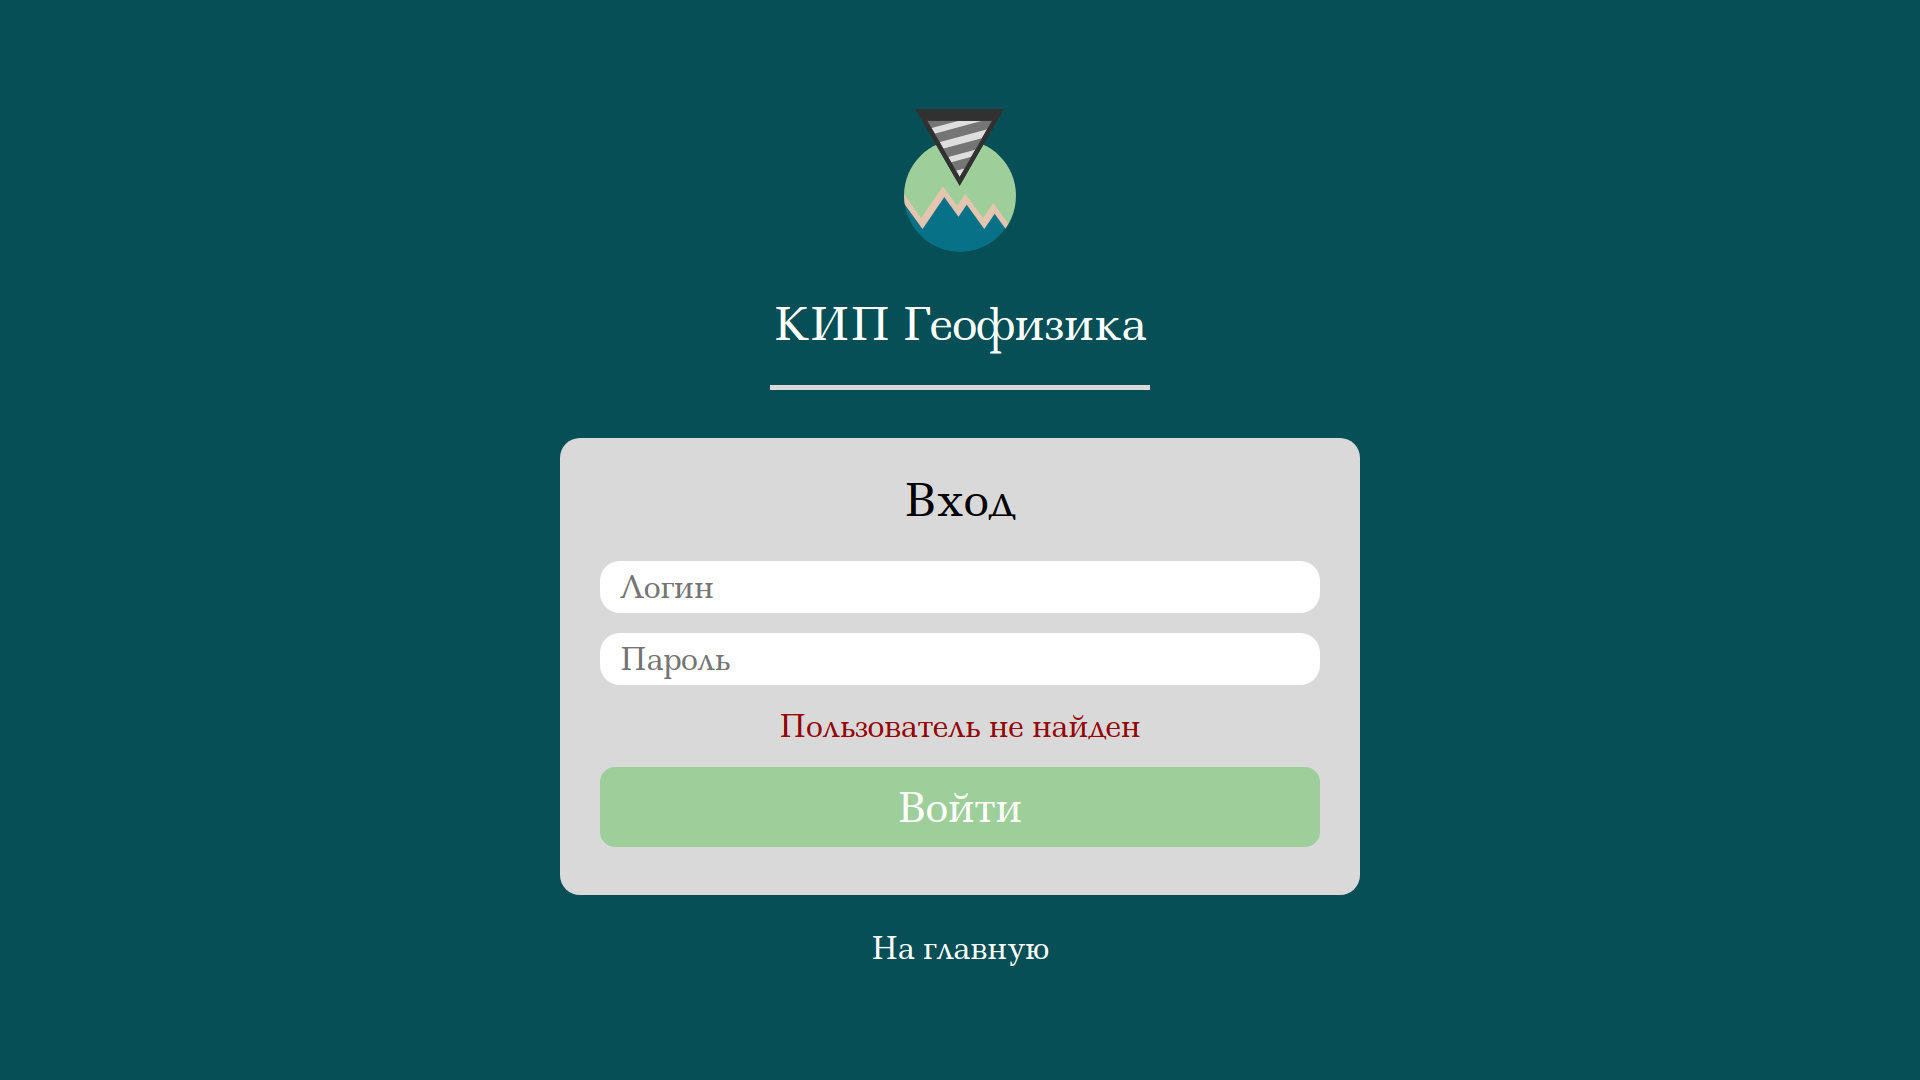 КИП Геофизика
Вход
Логин
Пароль
Пользователь не найден
Войти
На главную